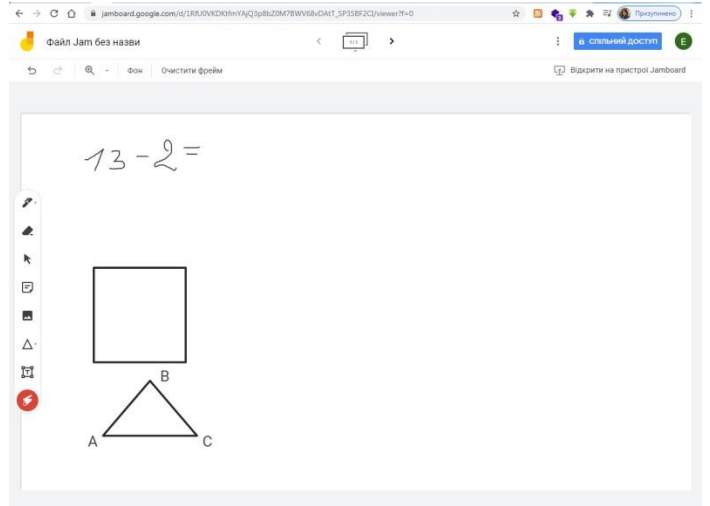 jamboard.google.com/d/1RfU0VKDKtfmYAjQ3p8bZ0M7BWV68vDAtT_5P3SBF2CI/viewer?f=0
Призупинено
Файл Jam без назви
1/1
СПІЛЬНИЙ ДОСТУП
E
Фон
Очистити фрейм
Відкрити на пристрої Jamboard
13 - 2 =
B
A
C